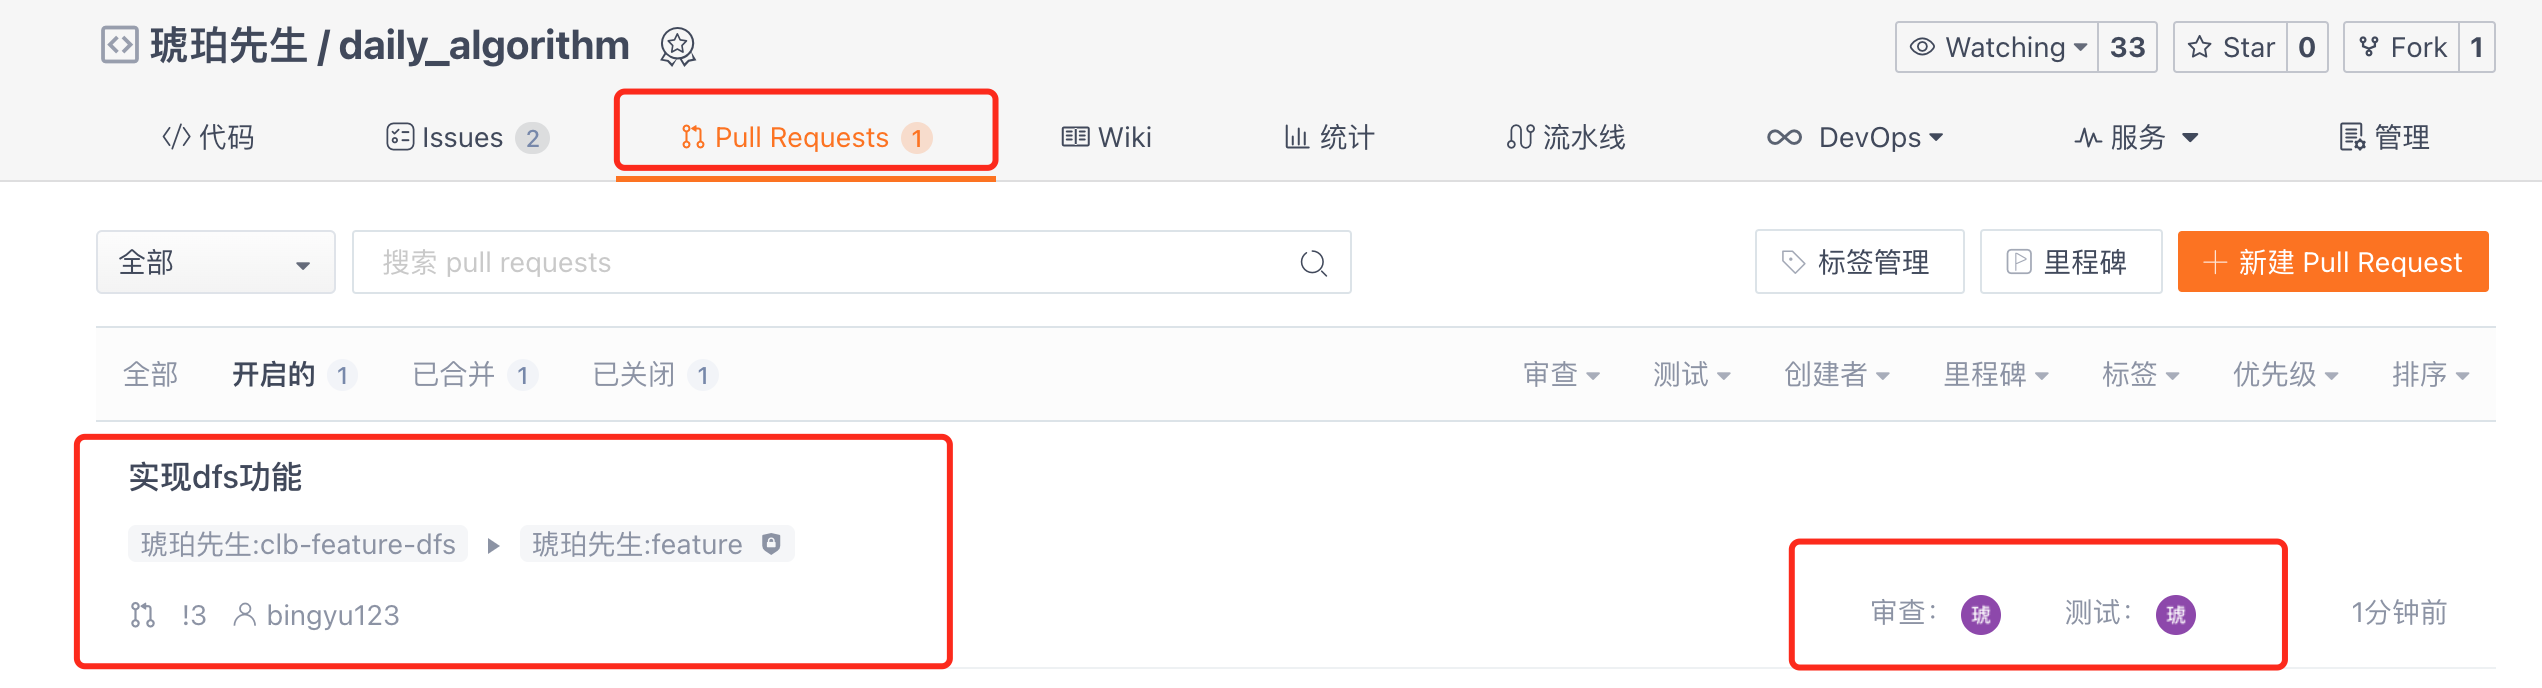 琥珀先生 / daily_algorithm Watching 33 Star 0 Fork 1
代码 Issues 2 Pull Requests 1 Wiki 统计 流水线 DevOps 服务 管理
全部 搜索 pull requests 标签管理 里程碑 新建 Pull Request
全部 开启的 1 已合并 1 已关闭 1 审查 测试 创建者 里程碑 标签 优先级 排序
实现dfs功能
琥珀先生:clb-feature-dfs 琥珀先生:feature
!3 bingyu123 审查： 琥 测试： 琥 1分钟前